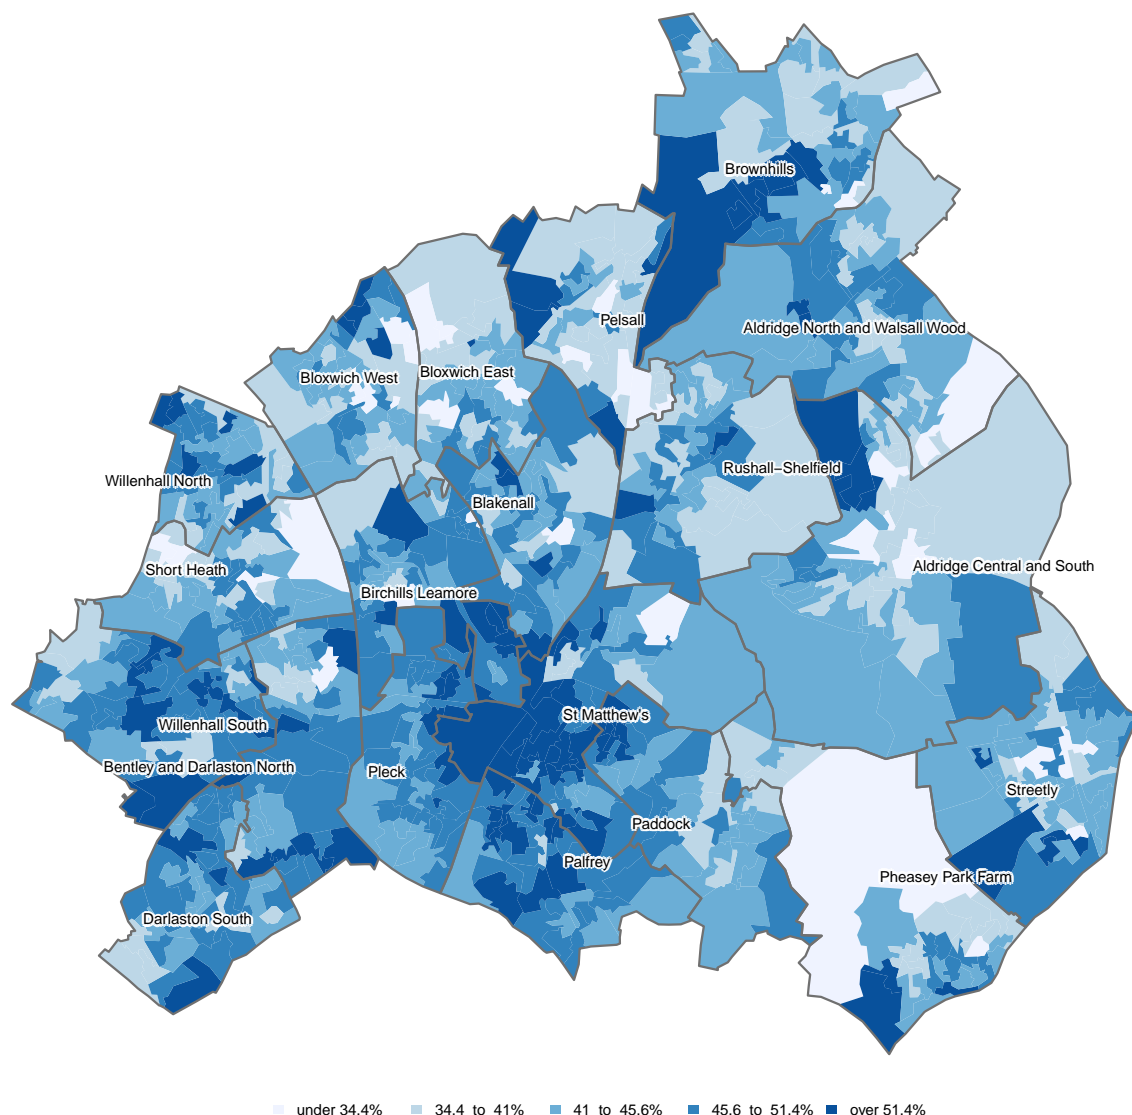 Brownhills
Pelsall
Aldridge North and Walsall Wood
Bloxwich West
Bloxwich East
Rushall–Shelfield
Willenhall North
Blakenall
Short Heath
Aldridge Central and South
Birchills Leamore
St Matthew's
Willenhall South
Bentley and Darlaston North
Pleck
Streetly
Paddock
Palfrey
Pheasey Park Farm
Darlaston South
under 34.4% 34.4 to 41% 41 to 45.6% 45.6 to 51.4% over 51.4%